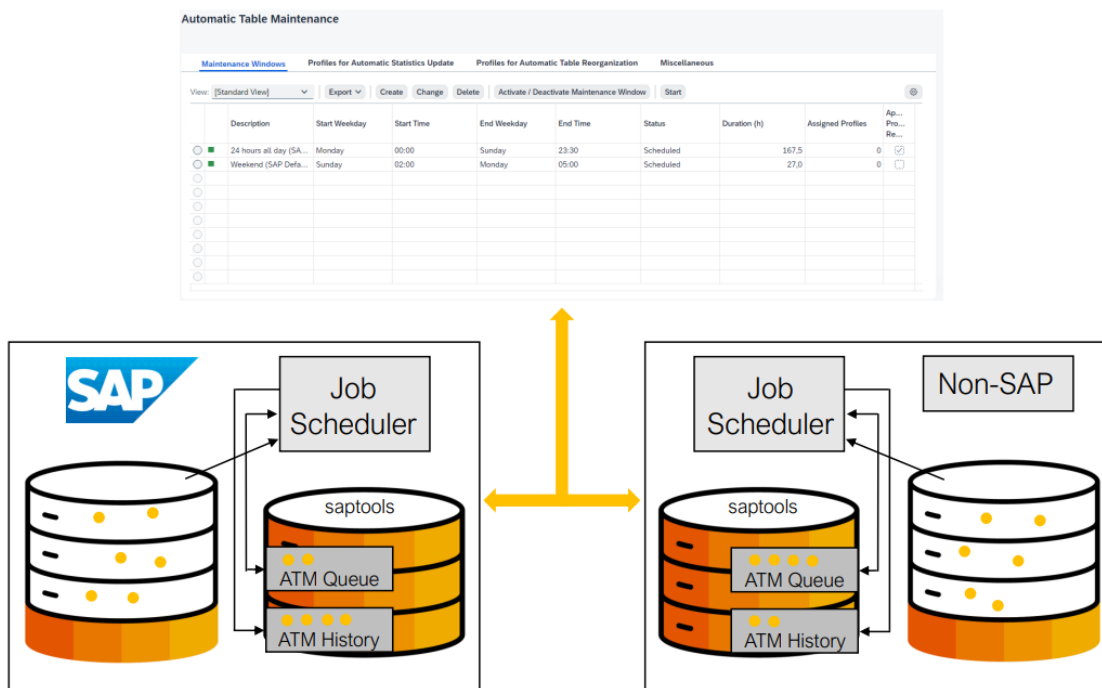 Automatic Table Maintenance
Maintenance Windows Profiles for Automatic Statistics Update Profiles for Automatic Table Reorganization Miscellaneous
View: [Standard View] Export Create Change Delete Activate / Deactivate Maintenance Window Start
Description Start Weekday Start Time End Weekday End Time Status Duration (h) Assigned Profiles Ap... Pro... Re...
24 hours all day (SA... Monday 00:00 Sunday 23:30 Scheduled 167,5 0
Weekend (SAP Defa... Sunday 02:00 Monday 05:00 Scheduled 27,0 0
SAP
Job
Scheduler
saptools
ATM Queue
ATM History
Job
Scheduler
Non-SAP
saptools
ATM Queue
ATM History